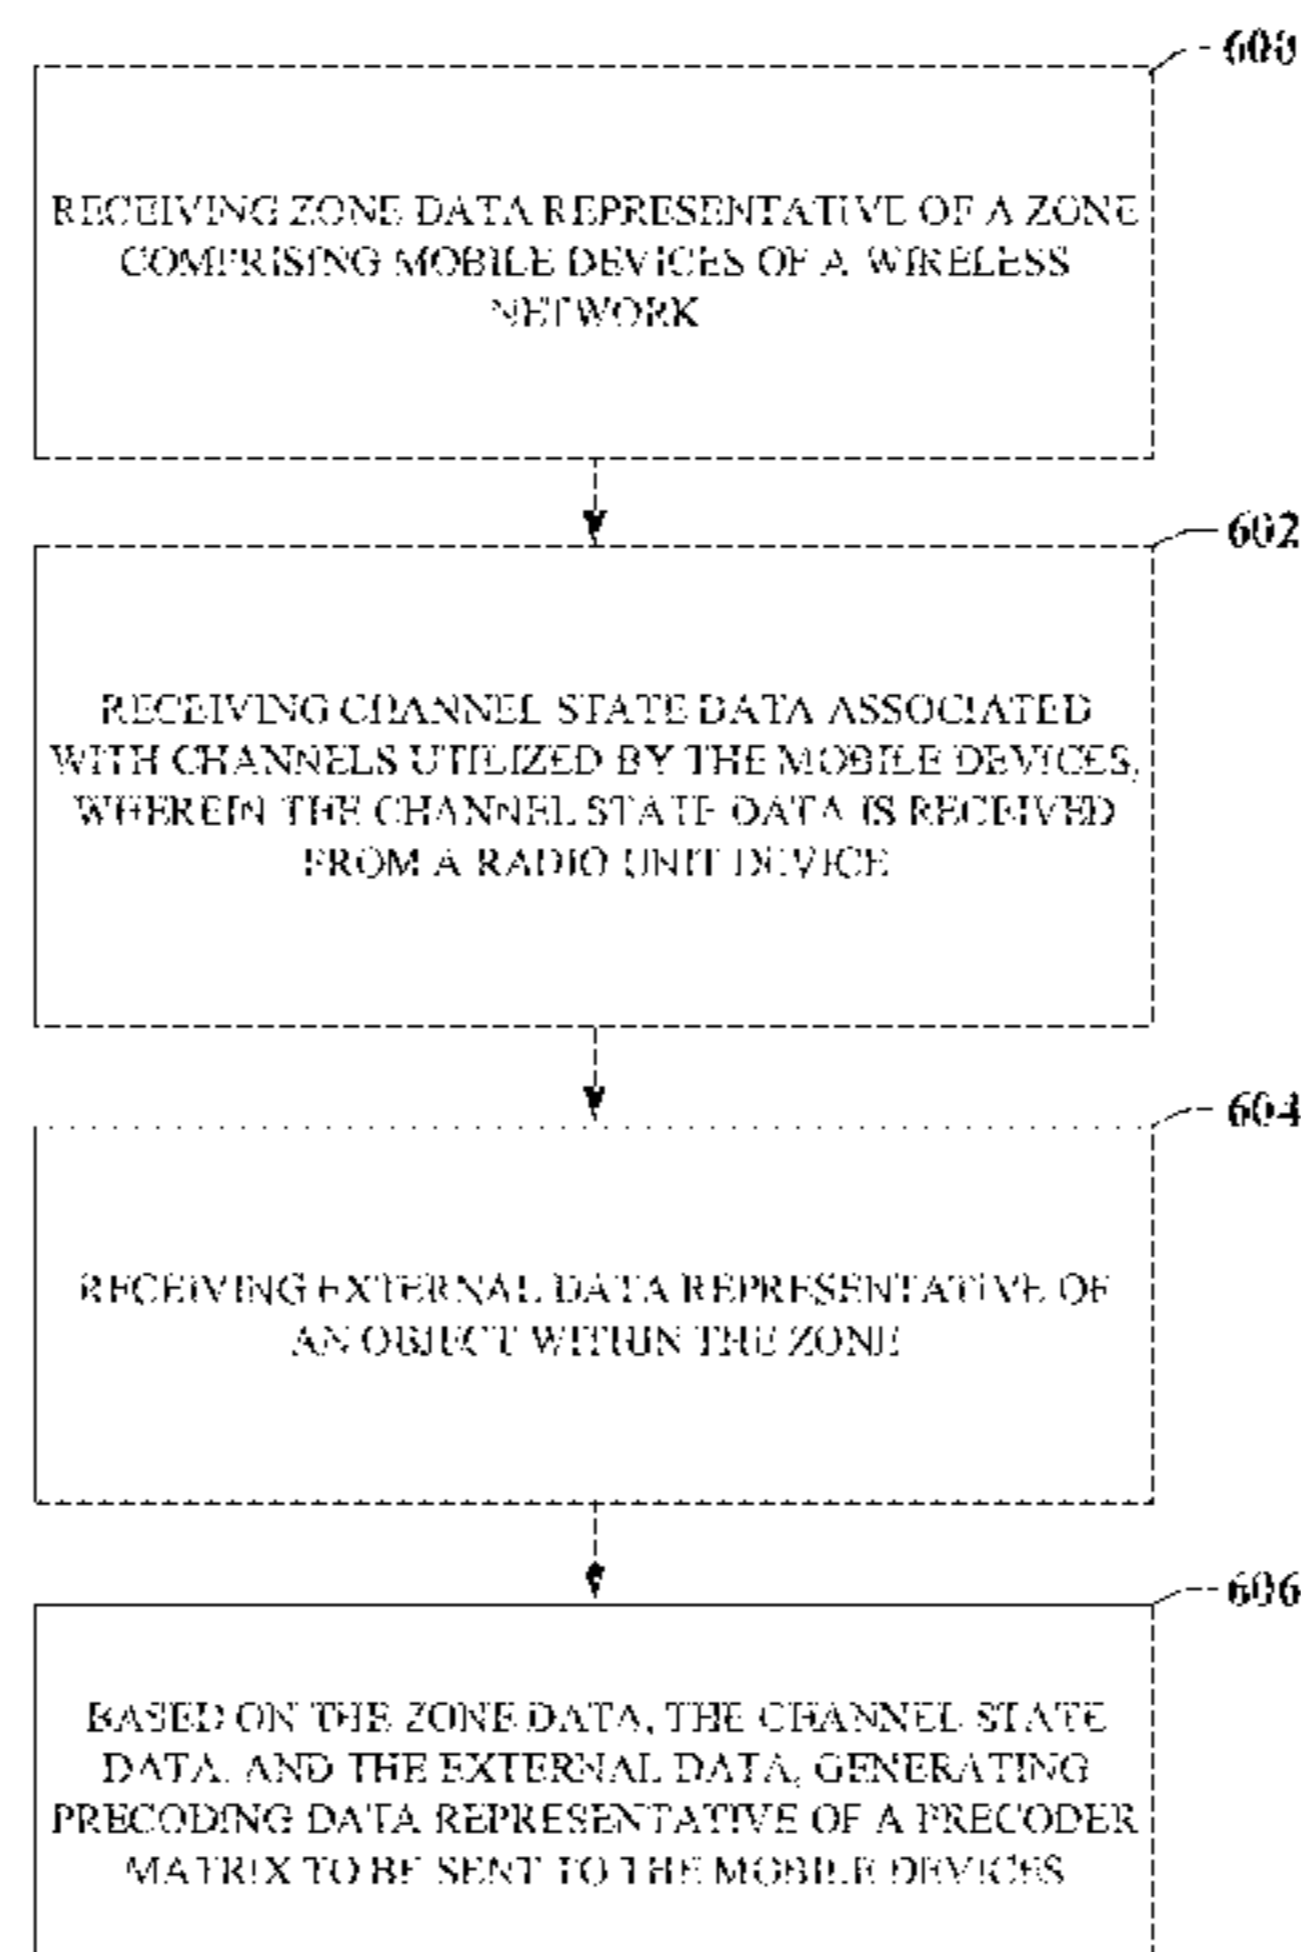 600
RECEIVING ZONE DATA REPRESENTATIVE OF A ZONE
COMPRISING MOBILE DEVICES OF A WIRELESS
NETWORK
602
RECEIVING CHANNEL STATE DATA ASSOCIATED
WITH CHANNELS UTILIZED BY THE MOBILE DEVICES,
WHEREIN THE CHANNEL STATE DATA IS RECEIVED
FROM A RADIO UNIT DEVICE
604
RECEIVING EXTERNAL DATA REPRESENTATIVE OF
AN OBJECT WITHIN THE ZONE
606
BASED ON THE ZONE DATA, THE CHANNEL STATE
DATA, AND THE EXTERNAL DATA, GENERATING
PRECODING DATA REPRESENTATIVE OF A PRECODER
MATRIX TO BE SENT TO THE MOBILE DEVICES